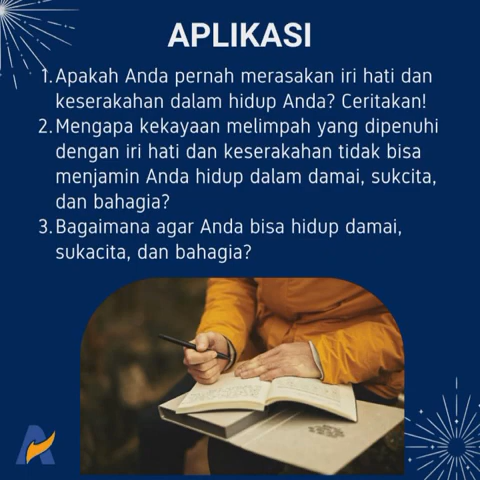 APLIKASI
1. Apakah Anda pernah merasakan iri hati dan
keserakahan dalam hidup Anda? Ceritakan!
2. Mengapa kekayaan melimpah yang dipenuhi
dengan iri hati dan keserakahan tidak bisa
menjamin Anda hidup dalam damai, sukcita,
dan bahagia?
3. Bagaimana agar Anda bisa hidup damai,
sukacita, dan bahagia?